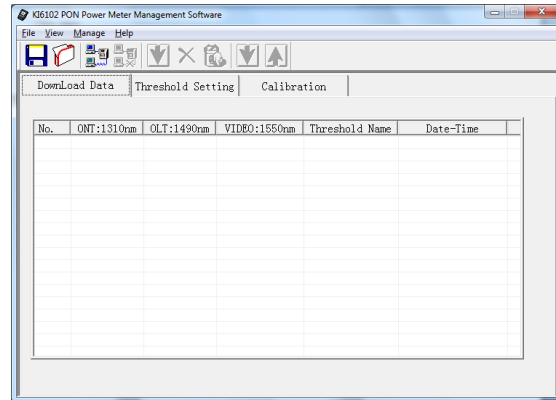 KI6102 PON Power Meter Management Software
File View Manage Help
DownLoad Data Threshold Setting Calibration
No. ONT:1310nm OLT:1490nm VIDEO:1550nm Threshold Name Date-Time